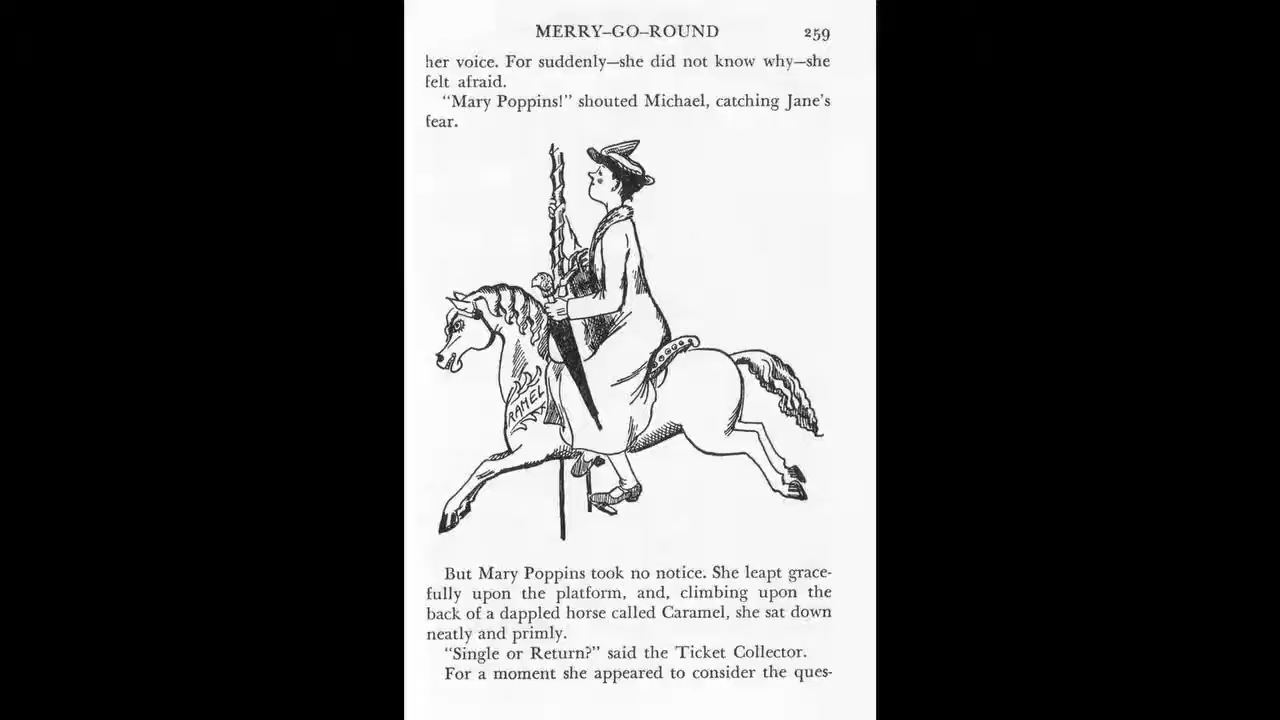 MERRY–GO–ROUND 259
her voice. For suddenly—she did not know why—she
felt afraid.
"Mary Poppins!" shouted Michael, catching Jane's
fear.
RAMEL
But Mary Poppins took no notice. She leapt grace-
fully upon the platform, and, climbing upon the
back of a dappled horse called Caramel, she sat down
neatly and primly.
"Single or Return?" said the Ticket Collector.
For a moment she appeared to consider the ques-